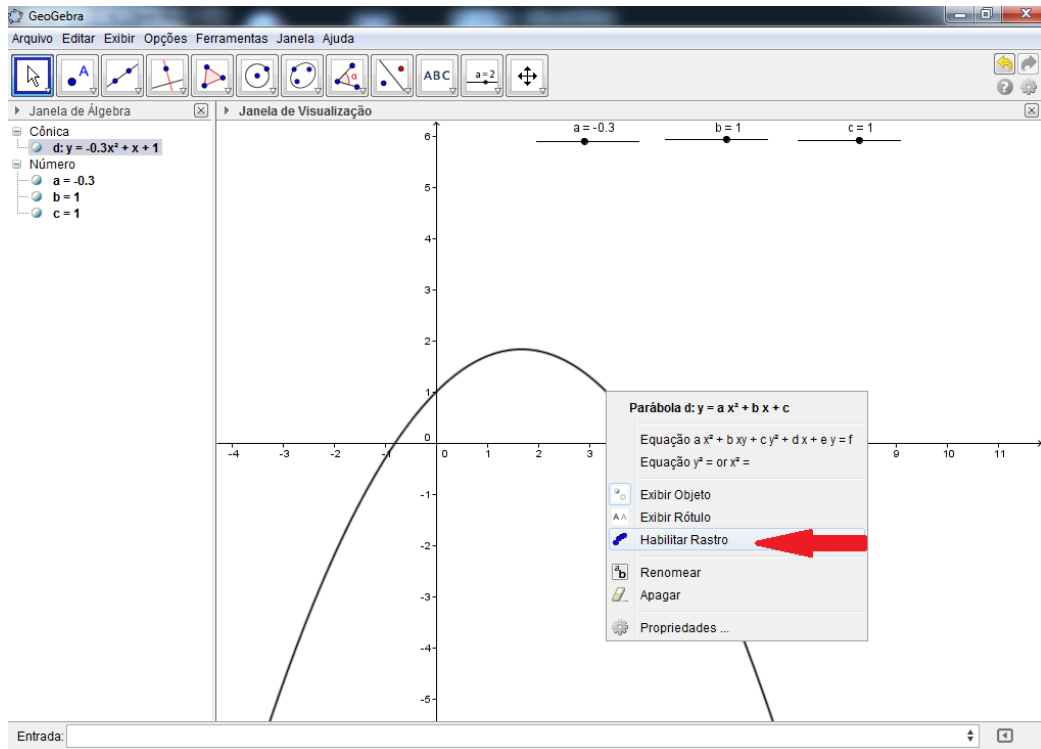 GeoGebra
Arquivo Editar Exibir Opções Ferramentas Janela Ajuda
A
α
ABC
a=2
Janela de Álgebra
Janela de Visualização
Cônica
d: y = -0.3x² + x + 1
Número
a = -0.3
b = 1
c = 1
a = -0.3
b = 1
c = 1
6
5
4
3
2
1
0
-1
-2
-3
-4
-5
-4 -3 -2 -1 0 1 2 3 9 10 11
Parábola d: y = a x² + b x + c
Equação a x² + b xy + c y² + d x + e y = f
Equação y² = or x² =
Exibir Objeto
AA Exibir Rótulo
Habilitar Rastro
ab Renomear
Apagar
Propriedades ...
Entrada: